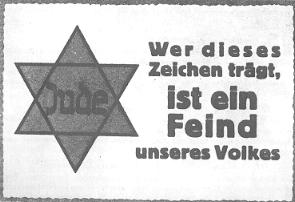 Jude
Wer dieses
Zeichen trägt,
ist ein
Feind
unseres Volkes